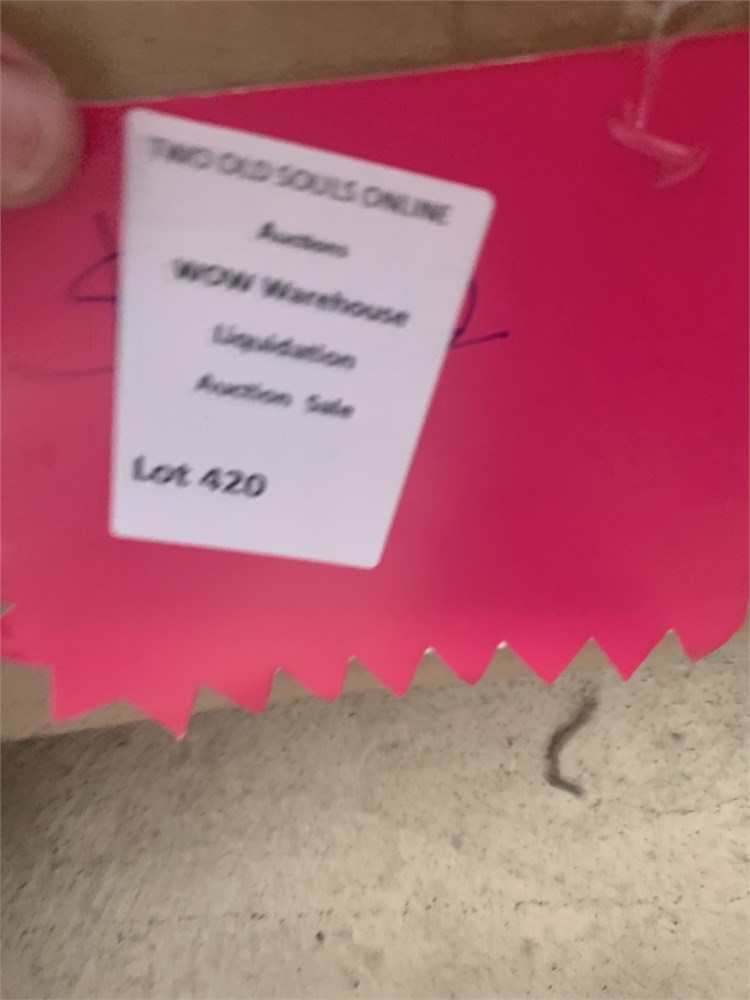 TWO OLD SOULS ONLINE
Auctions
WOW Warehouse
Liquidation
Auction Sale
Lot 420